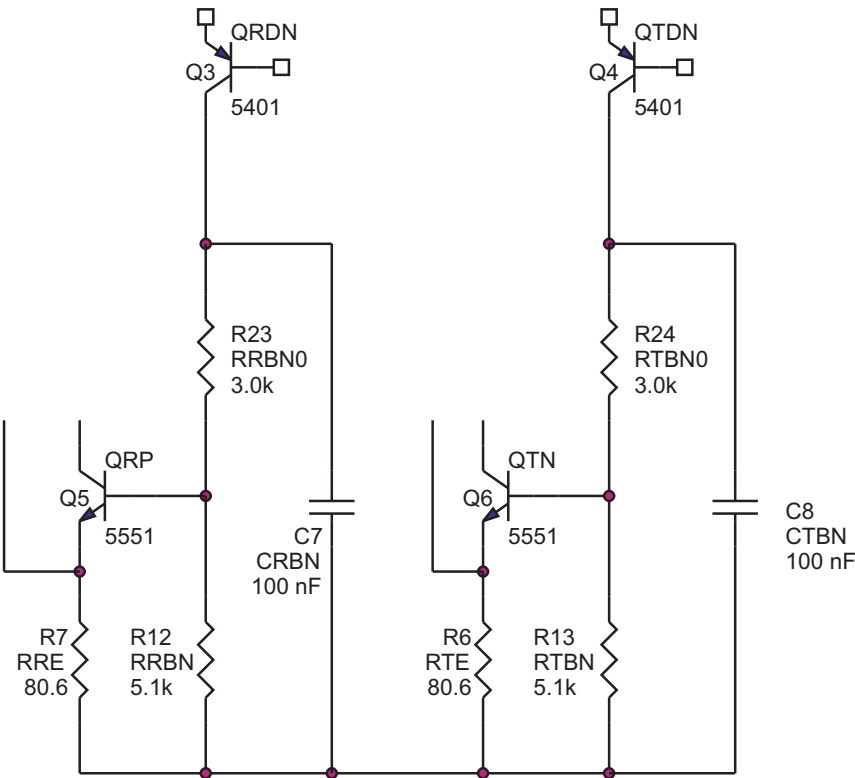 QRDN
Q3
5401
QTDN
Q4
5401
R23
RRBN0
3.0k
R24
RTBN0
3.0k
QRP
Q5
5551
QTN
Q6
5551
C7
CRBN
100 nF
C8
CTBN
100 nF
R7
RRE
80.6
R12
RRBN
5.1k
R6
RTE
80.6
R13
RTBN
5.1k